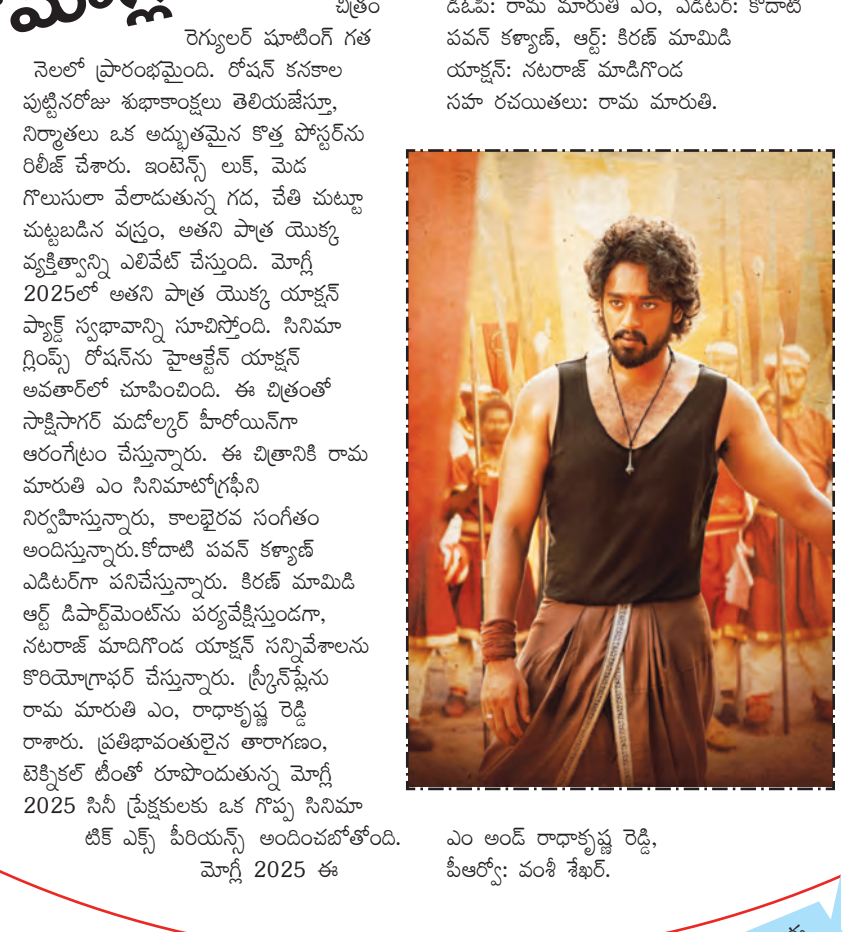 మోగ్లీ
చిత్రం
రెగ్యులర్ షూటింగ్ గత
నెలలో ప్రారంభమైంది. రోషన్ కనకాల
పుట్టినరోజు శుభాకాంక్షలు తెలియజేస్తూ,
నిర్మాతలు ఒక అద్భుతమైన కొత్త పోస్టర్‌ను
రిలీజ్ చేశారు. ఇంటెన్స్ లుక్, మెడ
గొలుసులా వేలాడుతున్న గద, చేతి చుట్టూ
చుట్టబడిన వస్త్రం, అతని పాత్ర యొక్క
వ్యక్తిత్వాన్ని ఎలివేట్ చేస్తుంది. మోగ్లీ
2025లో అతని పాత్ర యొక్క యాక్షన్
ప్యాక్డ్ స్వభావాన్ని సూచిస్తోంది. సినిమా
గ్లింప్స్ రోషన్‌ను హైఆక్టేన్ యాక్షన్
అవతార్‌లో చూపించింది. ఈ చిత్రంతో
సాక్షిసాగర్ మడోల్కర్ హీరోయిన్‌గా
ఆరంగేట్రం చేస్తున్నారు. ఈ చిత్రానికి రామ
మారుతి ఎం సినిమాటోగ్రఫీని
నిర్వహిస్తున్నారు, కాలభైరవ సంగీతం
అందిస్తున్నారు.కోదాటి పవన్ కళ్యాణ్
ఎడిటర్‌గా పనిచేస్తున్నారు. కిరణ్ మామిడి
ఆర్ట్ డిపార్ట్‌మెంట్‌ను పర్యవేక్షిస్తుండగా,
నటరాజ్ మాదిగొండ యాక్షన్ సన్నివేశాలను
కొరియోగ్రాఫర్ చేస్తున్నారు. స్క్రీన్‌ప్లేను
రామ మారుతి ఎం, రాధాకృష్ణ రెడ్డి
రాశారు. ప్రతిభావంతులైన తారాగణం,
టెక్నికల్ టీంతో రూపొందుతున్న మోగ్లీ
2025 సినీ ప్రేక్షకులకు ఒక గొప్ప సినిమా
టిక్ ఎక్స్ పీరియన్స్ అందించబోతోంది.
మోగ్లీ 2025 ఈ
డిఓపి: రామ మారుతి ఎం, ఎడిటర్: కోదాటి
పవన్ కళ్యాణ్, ఆర్ట్: కిరణ్ మామిడి
యాక్షన్: నటరాజ్ మాడిగొండ
సహ రచయితలు: రామ మారుతి.
ఎం అండ్ రాధాకృష్ణ రెడ్డి,
పీఆర్వో: వంశీ శేఖర్.